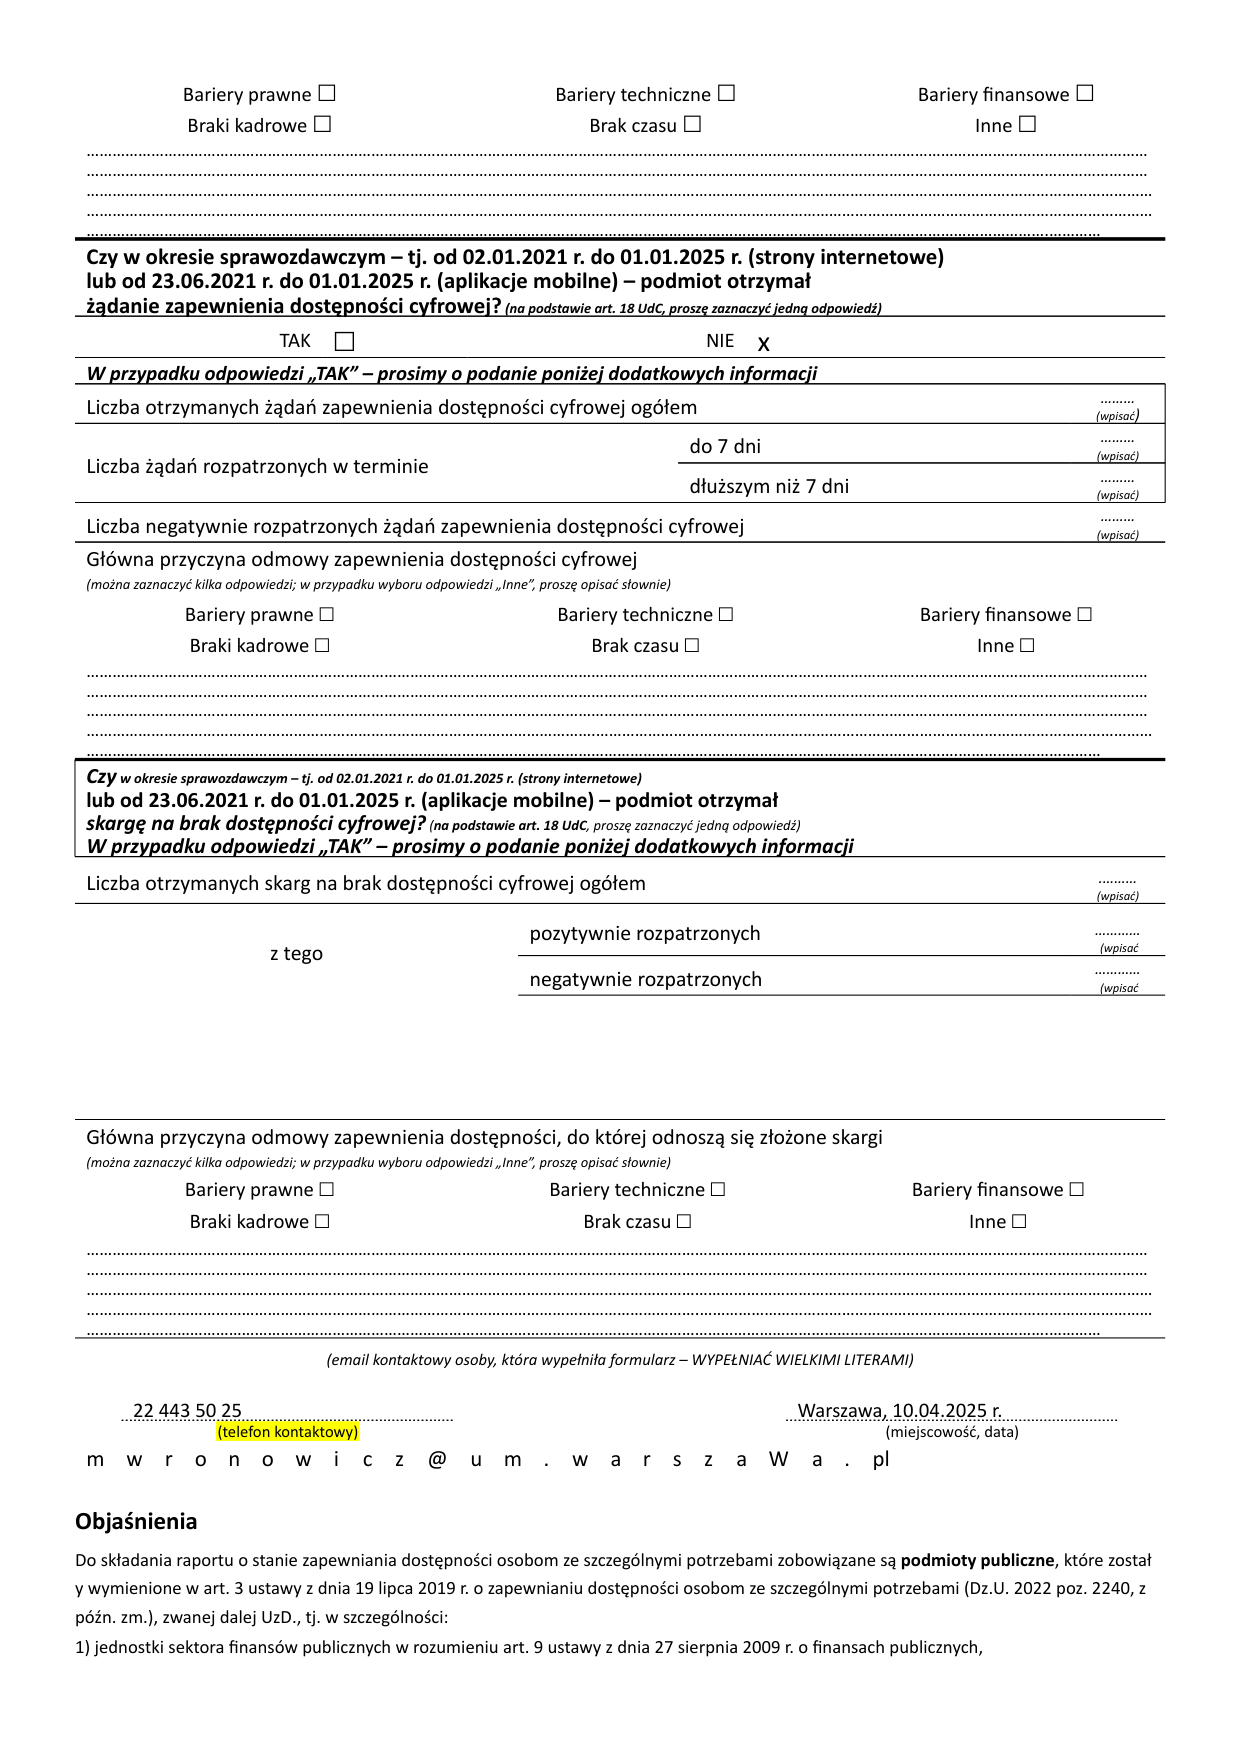 Bariery prawne ☐ Bariery techniczne ☐ Bariery finansowe ☐
Braki kadrowe ☐ Brak czasu ☐ Inne ☐
……………………………………………………………………………………………………………………………………………………
……………………………………………………………………………………………………………………………………………………
……………………………………………………………………………………………………………………………………………………
……………………………………………………………………………………………………………………………………………………
……………………………………………………………………………………………………………………………………………
Czy w okresie sprawozdawczym – tj. od 02.01.2021 r. do 01.01.2025 r. (strony internetowe)
lub od 23.06.2021 r. do 01.01.2025 r. (aplikacje mobilne) – podmiot otrzymał
żądanie zapewnienia dostępności cyfrowej? (na podstawie art. 18 UdC, proszę zaznaczyć jedną odpowiedź)
TAK ☐ NIE x
W przypadku odpowiedzi „TAK” – prosimy o podanie poniżej dodatkowych informacji
Liczba otrzymanych żądań zapewnienia dostępności cyfrowej ogółem ………
(wpisać)
Liczba żądań rozpatrzonych w terminie
do 7 dni ………
(wpisać)
dłuższym niż 7 dni ………
(wpisać)
Liczba negatywnie rozpatrzonych żądań zapewnienia dostępności cyfrowej ………
(wpisać)
Główna przyczyna odmowy zapewnienia dostępności cyfrowej
(można zaznaczyć kilka odpowiedzi; w przypadku wyboru odpowiedzi „Inne”, proszę opisać słownie)
Bariery prawne ☐ Bariery techniczne ☐ Bariery finansowe ☐
Braki kadrowe ☐ Brak czasu ☐ Inne ☐
……………………………………………………………………………………………………………………………………………………
……………………………………………………………………………………………………………………………………………………
……………………………………………………………………………………………………………………………………………………
……………………………………………………………………………………………………………………………………………………
……………………………………………………………………………………………………………………………………………
Czy w okresie sprawozdawczym – tj. od 02.01.2021 r. do 01.01.2025 r. (strony internetowe)
lub od 23.06.2021 r. do 01.01.2025 r. (aplikacje mobilne) – podmiot otrzymał
skargę na brak dostępności cyfrowej? (na podstawie art. 18 UdC, proszę zaznaczyć jedną odpowiedź)
W przypadku odpowiedzi „TAK” – prosimy o podanie poniżej dodatkowych informacji
Liczba otrzymanych skarg na brak dostępności cyfrowej ogółem ……….
(wpisać)
z tego
pozytywnie rozpatrzonych …………
(wpisać
negatywnie rozpatrzonych …………
(wpisać
Główna przyczyna odmowy zapewnienia dostępności, do której odnoszą się złożone skargi
(można zaznaczyć kilka odpowiedzi; w przypadku wyboru odpowiedzi „Inne”, proszę opisać słownie)
Bariery prawne ☐ Bariery techniczne ☐ Bariery finansowe ☐
Braki kadrowe ☐ Brak czasu ☐ Inne ☐
……………………………………………………………………………………………………………………………………………………
……………………………………………………………………………………………………………………………………………………
……………………………………………………………………………………………………………………………………………………
……………………………………………………………………………………………………………………………………………………
……………………………………………………………………………………………………………………………………………
(email kontaktowy osoby, która wypełniła formularz – WYPEŁNIAĆ WIELKIMI LITERAMI)
22 443 50 25 Warszawa, 10.04.2025 r.
(telefon kontaktowy) (miejscowość, data)
m w r o n o w i c z @ u m . w a r s z a W a . pl
Objaśnienia
Do składania raportu o stanie zapewniania dostępności osobom ze szczególnymi potrzebami zobowiązane są podmioty publiczne, które został
y wymienione w art. 3 ustawy z dnia 19 lipca 2019 r. o zapewnianiu dostępności osobom ze szczególnymi potrzebami (Dz.U. 2022 poz. 2240, z
późn. zm.), zwanej dalej UzD., tj. w szczególności:
1) jednostki sektora finansów publicznych w rozumieniu art. 9 ustawy z dnia 27 sierpnia 2009 r. o finansach publicznych,